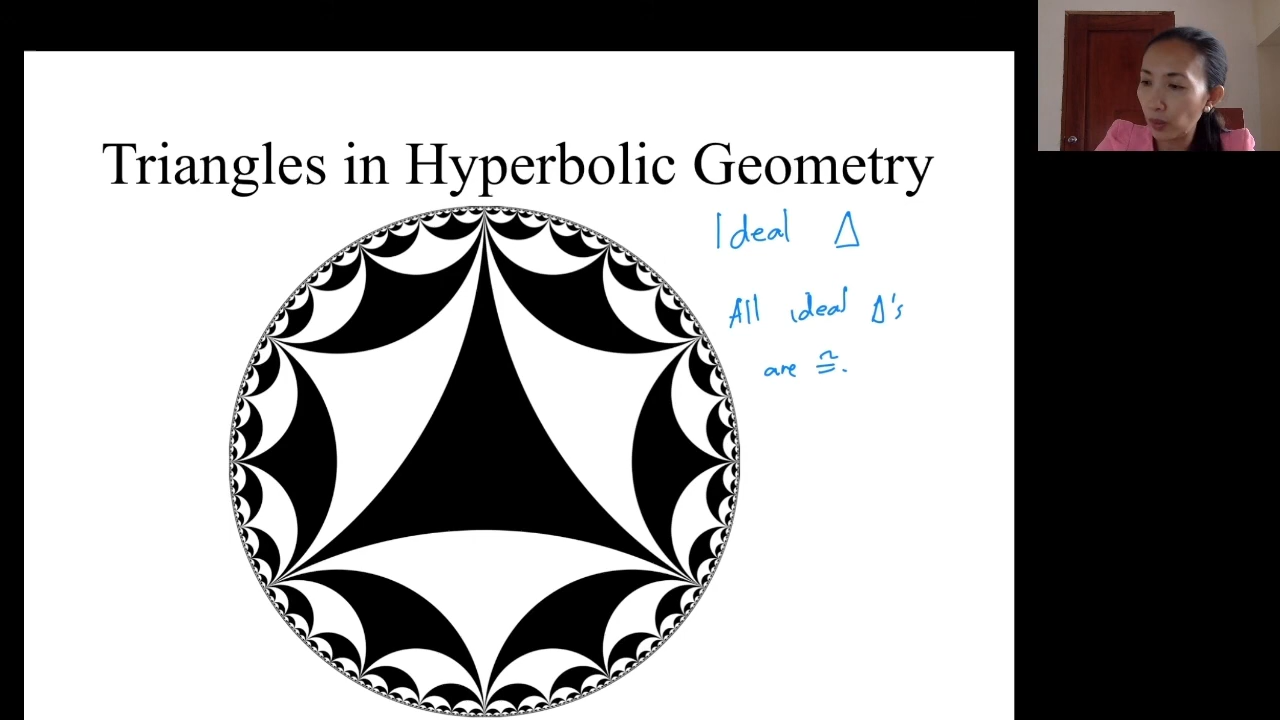 Triangles in Hyperbolic Geometry
Ideal Δ
All ideal Δ's
are ≅.